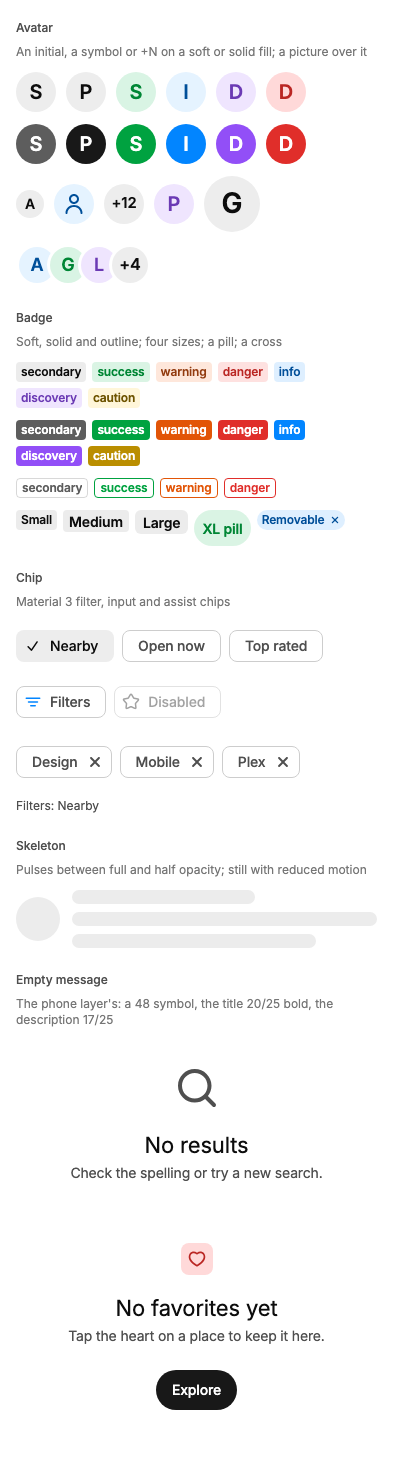 Avatar
An initial, a symbol or +N on a soft or solid fill; a picture over it
S P S I D D
S P S I D D
A +12 P G
A G L +4
Badge
Soft, solid and outline; four sizes; a pill; a cross
secondary success warning danger info
discovery caution
secondary success warning danger info
discovery caution
secondary success warning danger
Small Medium Large XL pill Removable ×
Chip
Material 3 filter, input and assist chips
Nearby Open now Top rated
Filters Disabled
Design Mobile Plex
Filters: Nearby
Skeleton
Pulses between full and half opacity; still with reduced motion
Empty message
The phone layer's: a 48 symbol, the title 20/25 bold, the
description 17/25
No results
Check the spelling or try a new search.
No favorites yet
Tap the heart on a place to keep it here.
Explore